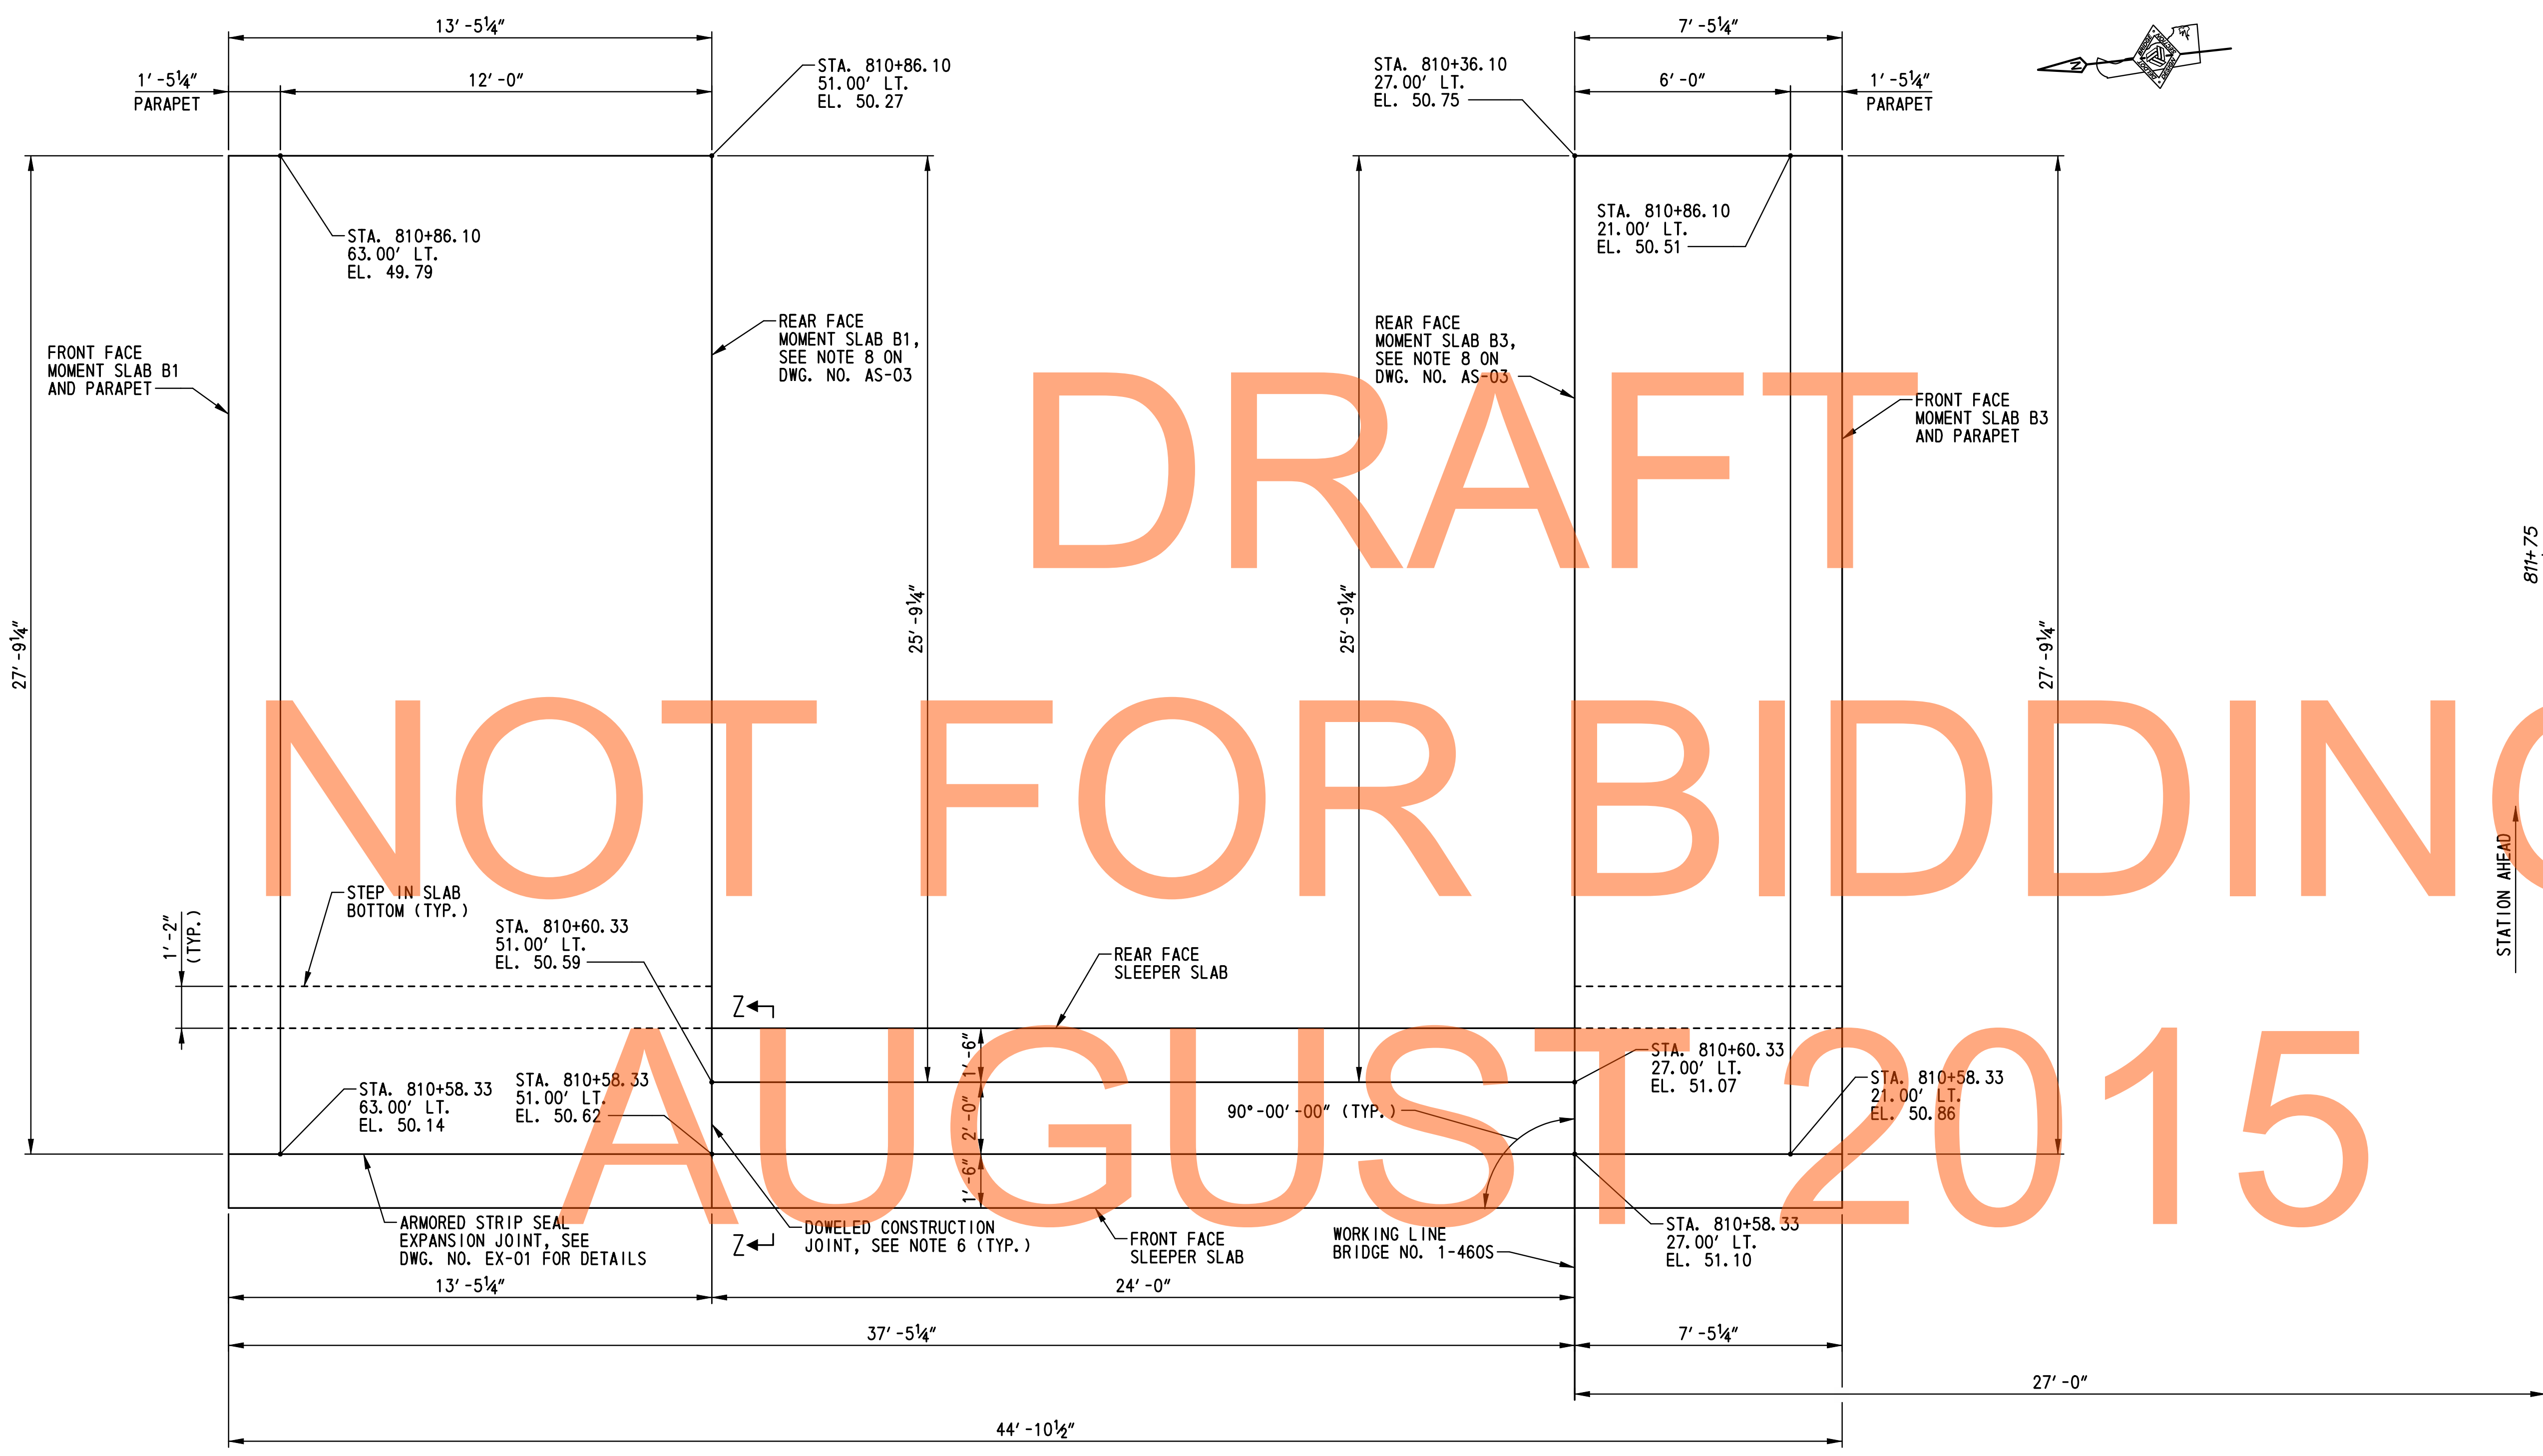 13'-5¼"
7'-5¼"
1'-5¼"
PARAPET
12'-0"
STA. 810+86.10
51.00' LT.
EL. 50.27
STA. 810+36.10
27.00' LT.
EL. 50.75
6'-0"
1'-5¼"
PARAPET
N
STA. 810+86.10
63.00' LT.
EL. 49.79
STA. 810+86.10
21.00' LT.
EL. 50.51
FRONT FACE
MOMENT SLAB B1
AND PARAPET
REAR FACE
MOMENT SLAB B1,
SEE NOTE 8 ON
DWG. NO. AS-03
REAR FACE
MOMENT SLAB B3,
SEE NOTE 8 ON
DWG. NO. AS-03
FRONT FACE
MOMENT SLAB B3
AND PARAPET
DRAFT
811+75
27'-9¼"
25'-9¼"
25'-9¼"
27'-9¼"
NOT FOR BIDDING
STEP IN SLAB
BOTTOM (TYP.)
1'-2"
(TYP.)
STA. 810+60.33
51.00' LT.
EL. 50.59
REAR FACE
SLEEPER SLAB
STATION AHEAD
Z
1'-6"
STA. 810+60.33
27.00' LT.
EL. 51.07
AUGUST 2015
STA. 810+58.33
63.00' LT.
EL. 50.14
STA. 810+58.33
51.00' LT.
EL. 50.62
2'-0"
90°-00'-00" (TYP.)
STA. 810+58.33
21.00' LT.
EL. 50.86
1'-6"
ARMORED STRIP SEAL
EXPANSION JOINT, SEE
DWG. NO. EX-01 FOR DETAILS
Z
DOWELED CONSTRUCTION
JOINT, SEE NOTE 6 (TYP.)
FRONT FACE
SLEEPER SLAB
WORKING LINE
BRIDGE NO. 1-460S
STA. 810+58.33
27.00' LT.
EL. 51.10
13'-5¼"
24'-0"
37'-5¼"
7'-5¼"
27'-0"
44'-10½"